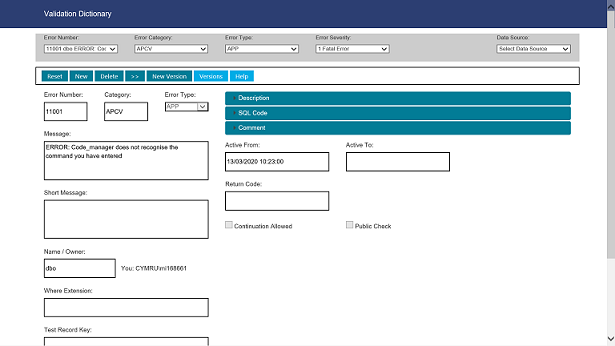 Validation Dictionary
Error Number: Error Category: Error Type: Error Severity: Data Source:
11001 dbo ERROR: Coc APCV APP 1 Fatal Error Select Data Source
Reset New Delete >> New Version Versions Help
Error Number: Category: Error Type:
11001 APCV APP
Description
SQL Code
Comment
Message:
ERROR: Code_manager does not recognise the
command you have entered
Active From: Active To:
13/03/2020 10:23:00
Return Code:
Short Message:
Continuation Allowed Public Check
Name / Owner:
dbo You: CYMRU\ml168661
Where Extension:
Test Record Key: